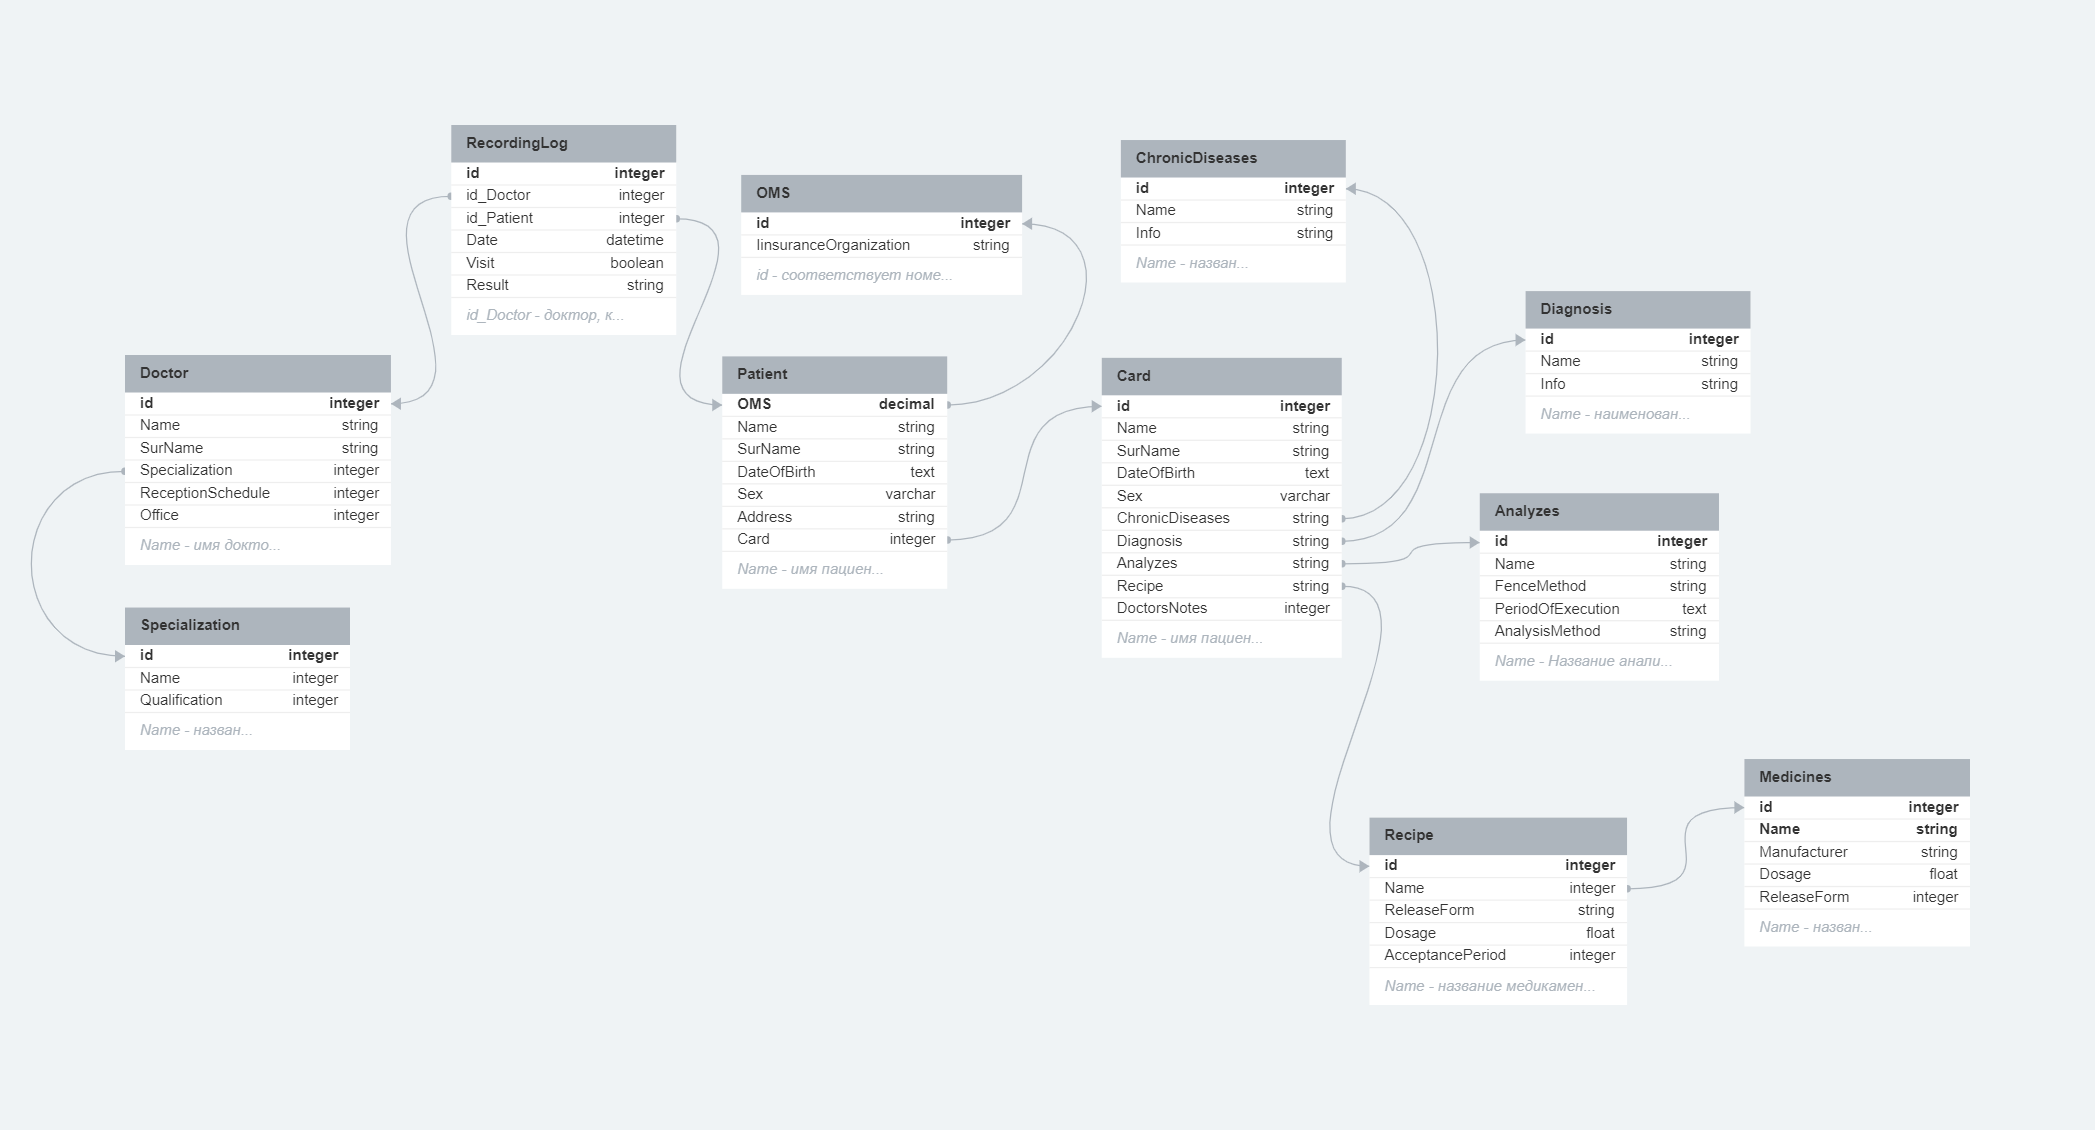 RecordingLog
id integer
id_Doctor integer
id_Patient integer
Date datetime
Visit boolean
Result string
id_Doctor - доктор, к...
OMS
id integer
IinsuranceOrganization string
id - соответствует номе...
ChronicDiseases
id integer
Name string
Info string
Name - назван...
Diagnosis
id integer
Name string
Info string
Name - наименован...
Doctor
id integer
Name string
SurName string
Specialization integer
ReceptionSchedule integer
Office integer
Name - имя докто...
Patient
OMS decimal
Name string
SurName string
DateOfBirth text
Sex varchar
Address string
Card integer
Name - имя пациен...
Card
id integer
Name string
SurName string
DateOfBirth text
Sex varchar
ChronicDiseases string
Diagnosis string
Analyzes string
Recipe string
DoctorsNotes integer
Name - имя пациен...
Analyzes
id integer
Name string
FenceMethod string
PeriodOfExecution text
AnalysisMethod string
Name - Название анали...
Specialization
id integer
Name integer
Qualification integer
Name - назван...
Recipe
id integer
Name integer
ReleaseForm string
Dosage float
AcceptancePeriod integer
Name - название медикамен...
Medicines
id integer
Name string
Manufacturer string
Dosage float
ReleaseForm integer
Name - назван...